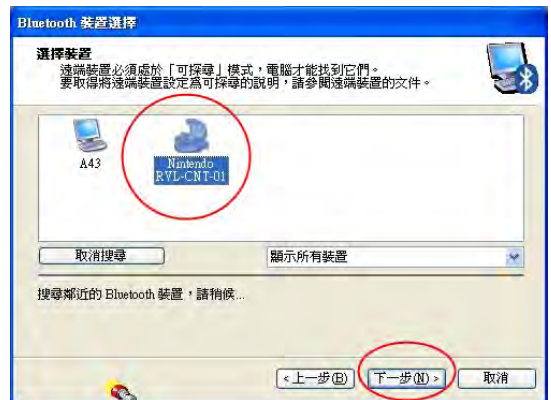 Bluetooth 裝置選擇
選擇裝置
遠端裝置必須處於「可探尋」模式，電腦才能找到它們。
要取得將遠端裝置設定為可探尋的說明，請參閱遠端裝置的文件。
A43
Nintendo
RVL-CNT-01
取消搜尋
顯示所有裝置
搜尋鄰近的 Bluetooth 裝置，請稍候...
<上一步(B)
下一步(N) >
取消